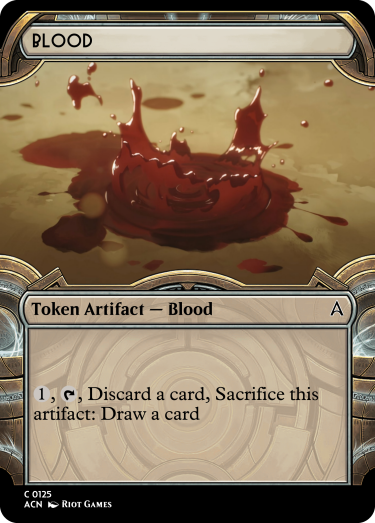 BLOOD
Token Artifact — Blood
A
1, , Discard a card, Sacrifice this
artifact: Draw a card
C 0125
ACN RIOT GAMES